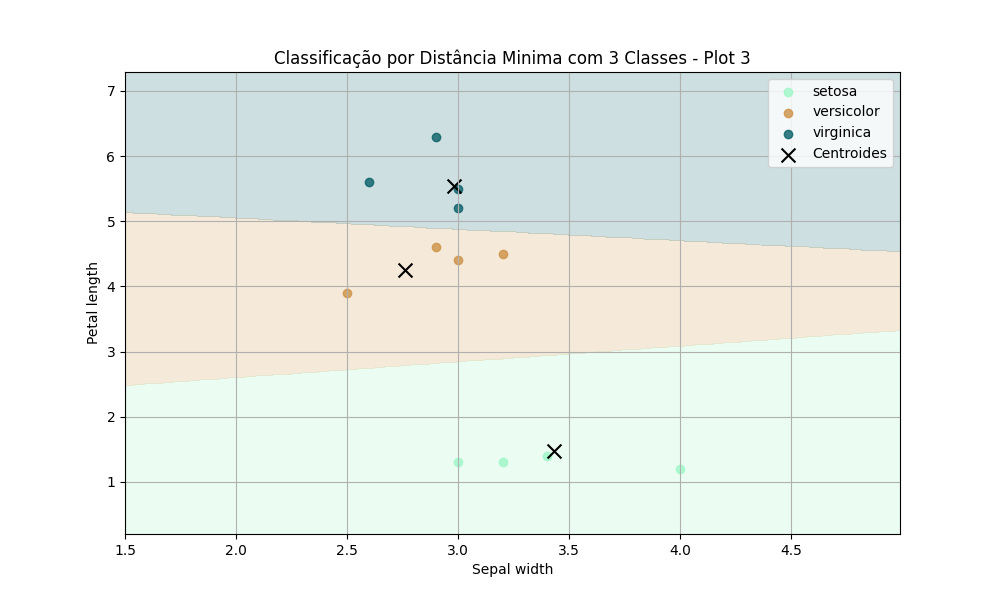 Classificação por Distância Minima com 3 Classes - Plot 3
setosa
versicolor
virginica
Centroides
7
6
5
4
3
2
1
Petal length
1.5 2.0 2.5 3.0 3.5 4.0 4.5
Sepal width